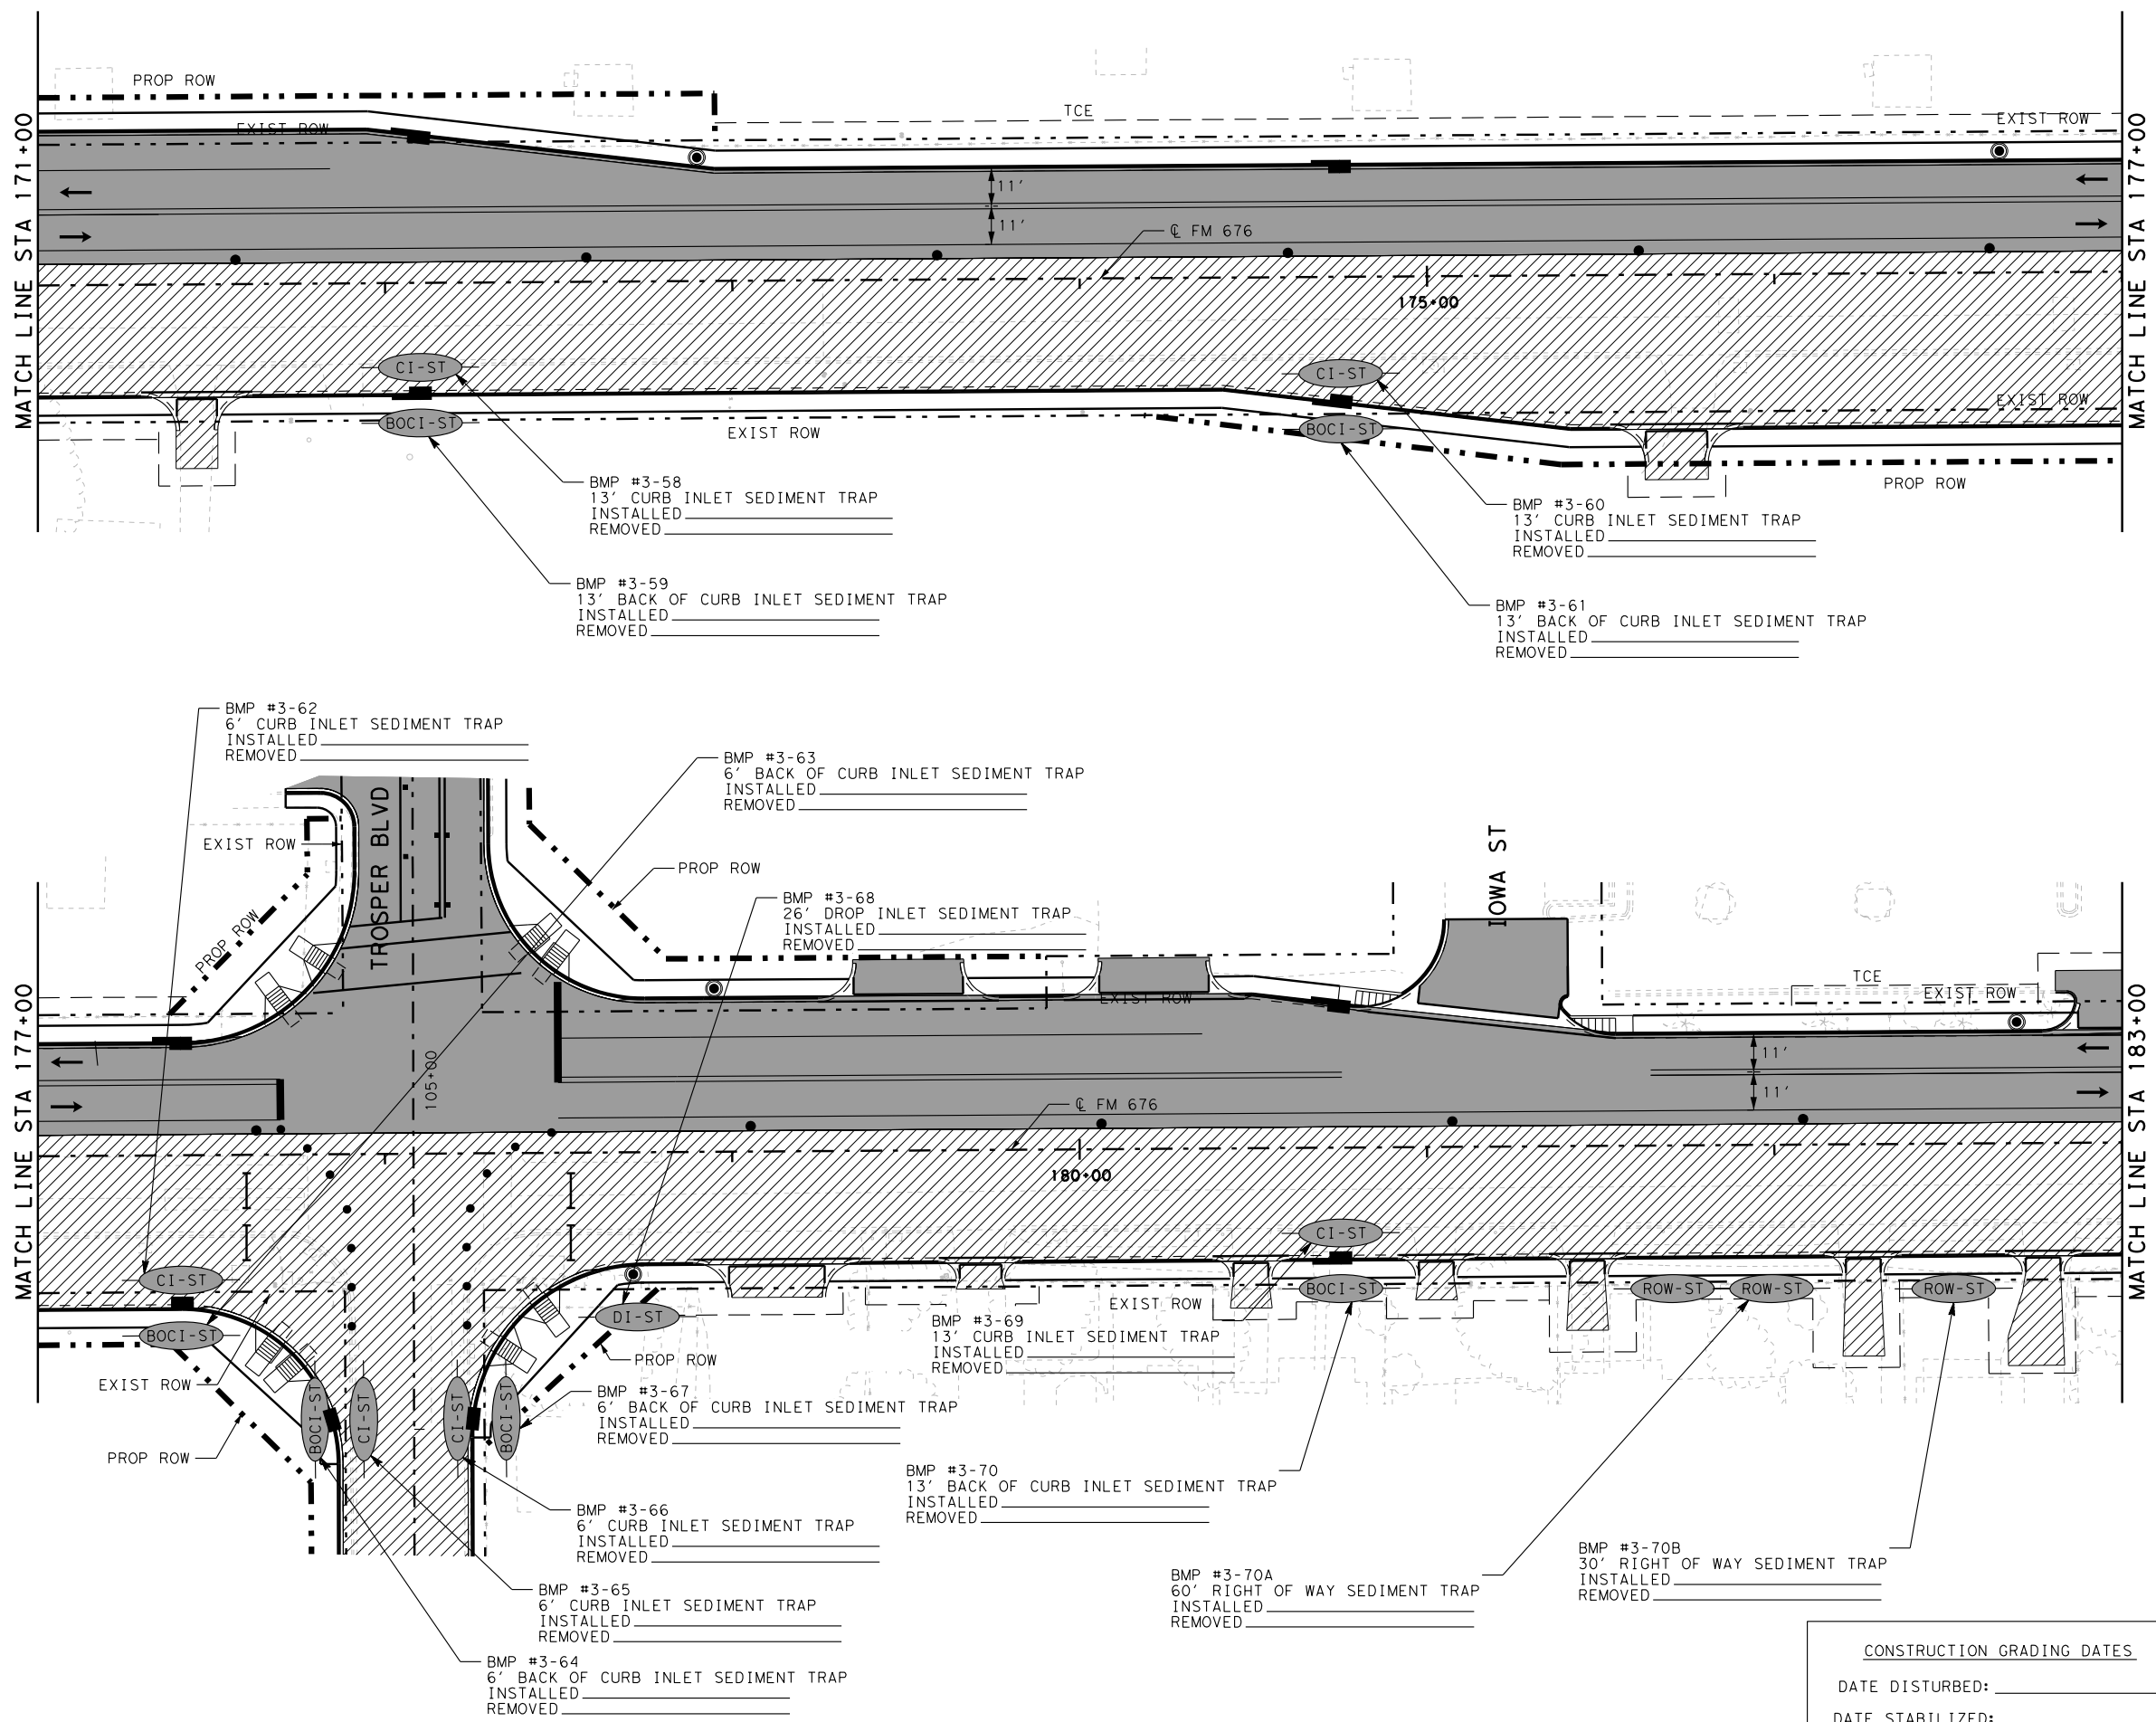 PROP ROW
TCE
EXIST ROW
EXIST ROW
MATCH LINE STA 171+00
MATCH LINE STA 177+00
11'
11'
℄ FM 676
175+00
CI-ST
CI-ST
BOCI-ST
BOCI-ST
EXIST ROW
EXIST ROW
PROP ROW
BMP #3-58
13' CURB INLET SEDIMENT TRAP
INSTALLED
REMOVED
BMP #3-60
13' CURB INLET SEDIMENT TRAP
INSTALLED
REMOVED
BMP #3-59
13' BACK OF CURB INLET SEDIMENT TRAP
INSTALLED
REMOVED
BMP #3-61
13' BACK OF CURB INLET SEDIMENT TRAP
INSTALLED
REMOVED
BMP #3-62
6' CURB INLET SEDIMENT TRAP
INSTALLED
REMOVED
BMP #3-63
6' BACK OF CURB INLET SEDIMENT TRAP
INSTALLED
REMOVED
TROSPER BLVD
EXIST ROW
PROP ROW
PROP ROW
BMP #3-68
26' DROP INLET SEDIMENT TRAP
INSTALLED
REMOVED
IOWA ST
TCE
EXIST ROW
EXIST ROW
MATCH LINE STA 177+00
MATCH LINE STA 183+00
105+00
11'
11'
℄ FM 676
180+00
CI-ST
CI-ST
BOCI-ST
DI-ST
BOCI-ST
ROW-ST
ROW-ST
ROW-ST
EXIST ROW
BMP #3-69
13' CURB INLET SEDIMENT TRAP
INSTALLED
REMOVED
PROP ROW
EXIST ROW
BOCI-ST
CI-ST
CI-ST
BOCI-ST
BMP #3-67
6' BACK OF CURB INLET SEDIMENT TRAP
INSTALLED
REMOVED
PROP ROW
BMP #3-70
13' BACK OF CURB INLET SEDIMENT TRAP
INSTALLED
REMOVED
BMP #3-66
6' CURB INLET SEDIMENT TRAP
INSTALLED
REMOVED
BMP #3-70B
30' RIGHT OF WAY SEDIMENT TRAP
INSTALLED
REMOVED
BMP #3-70A
60' RIGHT OF WAY SEDIMENT TRAP
INSTALLED
REMOVED
BMP #3-65
6' CURB INLET SEDIMENT TRAP
INSTALLED
REMOVED
BMP #3-64
6' BACK OF CURB INLET SEDIMENT TRAP
INSTALLED
REMOVED
CONSTRUCTION GRADING DATES
DATE DISTURBED:
DATE STABILIZED: